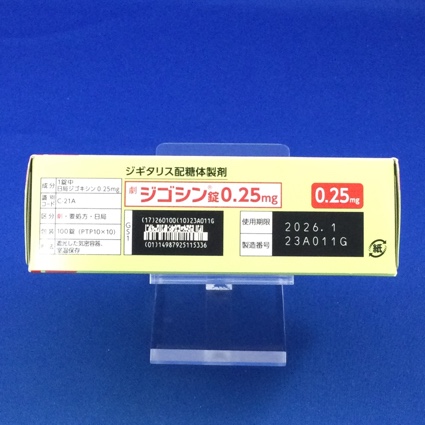 ジギタリス配糖体製剤
劇 ジゴシン®錠0.25mg
0.25mg
成分 1錠中 日局ジゴキシン 0.25mg
識別コード C-21A
区分 劇・要処方・日局
包装 100錠 (PTP10×10)
貯法 遮光した気密容器、室温保存
GS1
(17)260100(10)23A011G
(01)14987925115336
使用期限 2026.1
製造番号 23A011G
紙